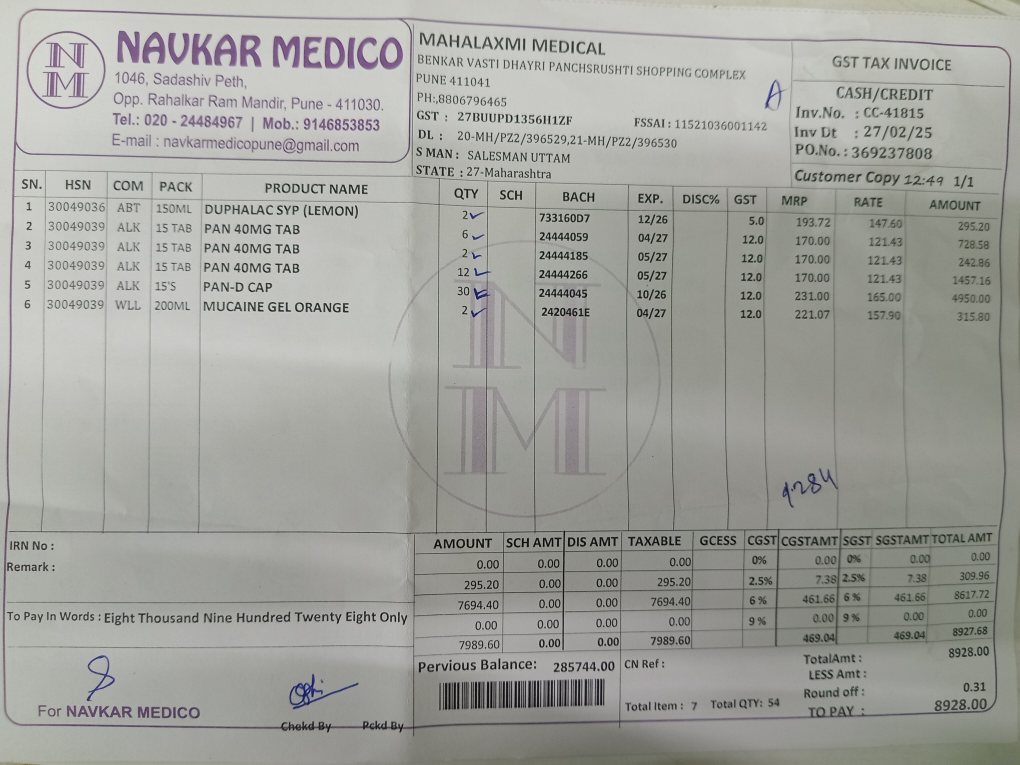 NM
NAVKAR MEDICO
1046, Sadashiv Peth,
Opp. Rahalkar Ram Mandir, Pune - 411030.
Tel.: 020 - 24484967 | Mob.: 9146853853
E-mail : navkarmedicopune@gmail.com
MAHALAXMI MEDICAL
BENKAR VASTI DHAYRI PANCHSRUSHTI SHOPPING COMPLEX
PUNE 411041
PH:,8806796465
GST : 27BUUPD1356H1ZF FSSAI : 11521036001142
DL : 20-MH/PZ2/396529,21-MH/PZ2/396530
S MAN : SALESMAN UTTAM
STATE : 27-Maharashtra
A
GST TAX INVOICE
CASH/CREDIT
Inv.No. : CC-41815
Inv Dt : 27/02/25
PO.No. : 369237808
Customer Copy 12:49 1/1
SN. HSN COM PACK PRODUCT NAME QTY SCH BACH EXP. DISC% GST MRP RATE AMOUNT
1 30049036 ABT 150ML DUPHALAC SYP (LEMON) 2 733160D7 12/26 5.0 193.72 147.60 295.20
2 30049039 ALK 15 TAB PAN 40MG TAB 6 24444059 04/27 12.0 170.00 121.43 728.58
3 30049039 ALK 15 TAB PAN 40MG TAB 2 24444185 05/27 12.0 170.00 121.43 242.86
4 30049039 ALK 15 TAB PAN 40MG TAB 12 24444266 05/27 12.0 170.00 121.43 1457.16
5 30049039 ALK 15'S PAN-D CAP 30 24444045 10/26 12.0 231.00 165.00 4950.00
6 30049039 WLL 200ML MUCAINE GEL ORANGE 2 2420461E 04/27 12.0 221.07 157.90 315.80
NM
IRN No :
Remark :
To Pay In Words : Eight Thousand Nine Hundred Twenty Eight Only
For NAVKAR MEDICO
Chekd By Pckd By
AMOUNT SCH AMT DIS AMT TAXABLE GCESS CGST CGSTAMT SGST SGSTAMT TOTAL AMT
0.00 0.00 0.00 0.00 0% 0.00 0% 0.00 0.00
295.20 0.00 0.00 295.20 2.5% 7.38 2.5% 7.38 309.96
7694.40 0.00 0.00 7694.40 6 % 461.66 6 % 461.66 8617.72
0.00 0.00 0.00 0.00 9 % 0.00 9 % 0.00 0.00
7989.60 0.00 0.00 7989.60 469.04 469.04 8927.68
Pervious Balance: 285744.00
CN Ref :
Total Item : 7 Total QTY: 54
TotalAmt : 8928.00
LESS Amt :
Round off : 0.31
TO PAY : 8928.00